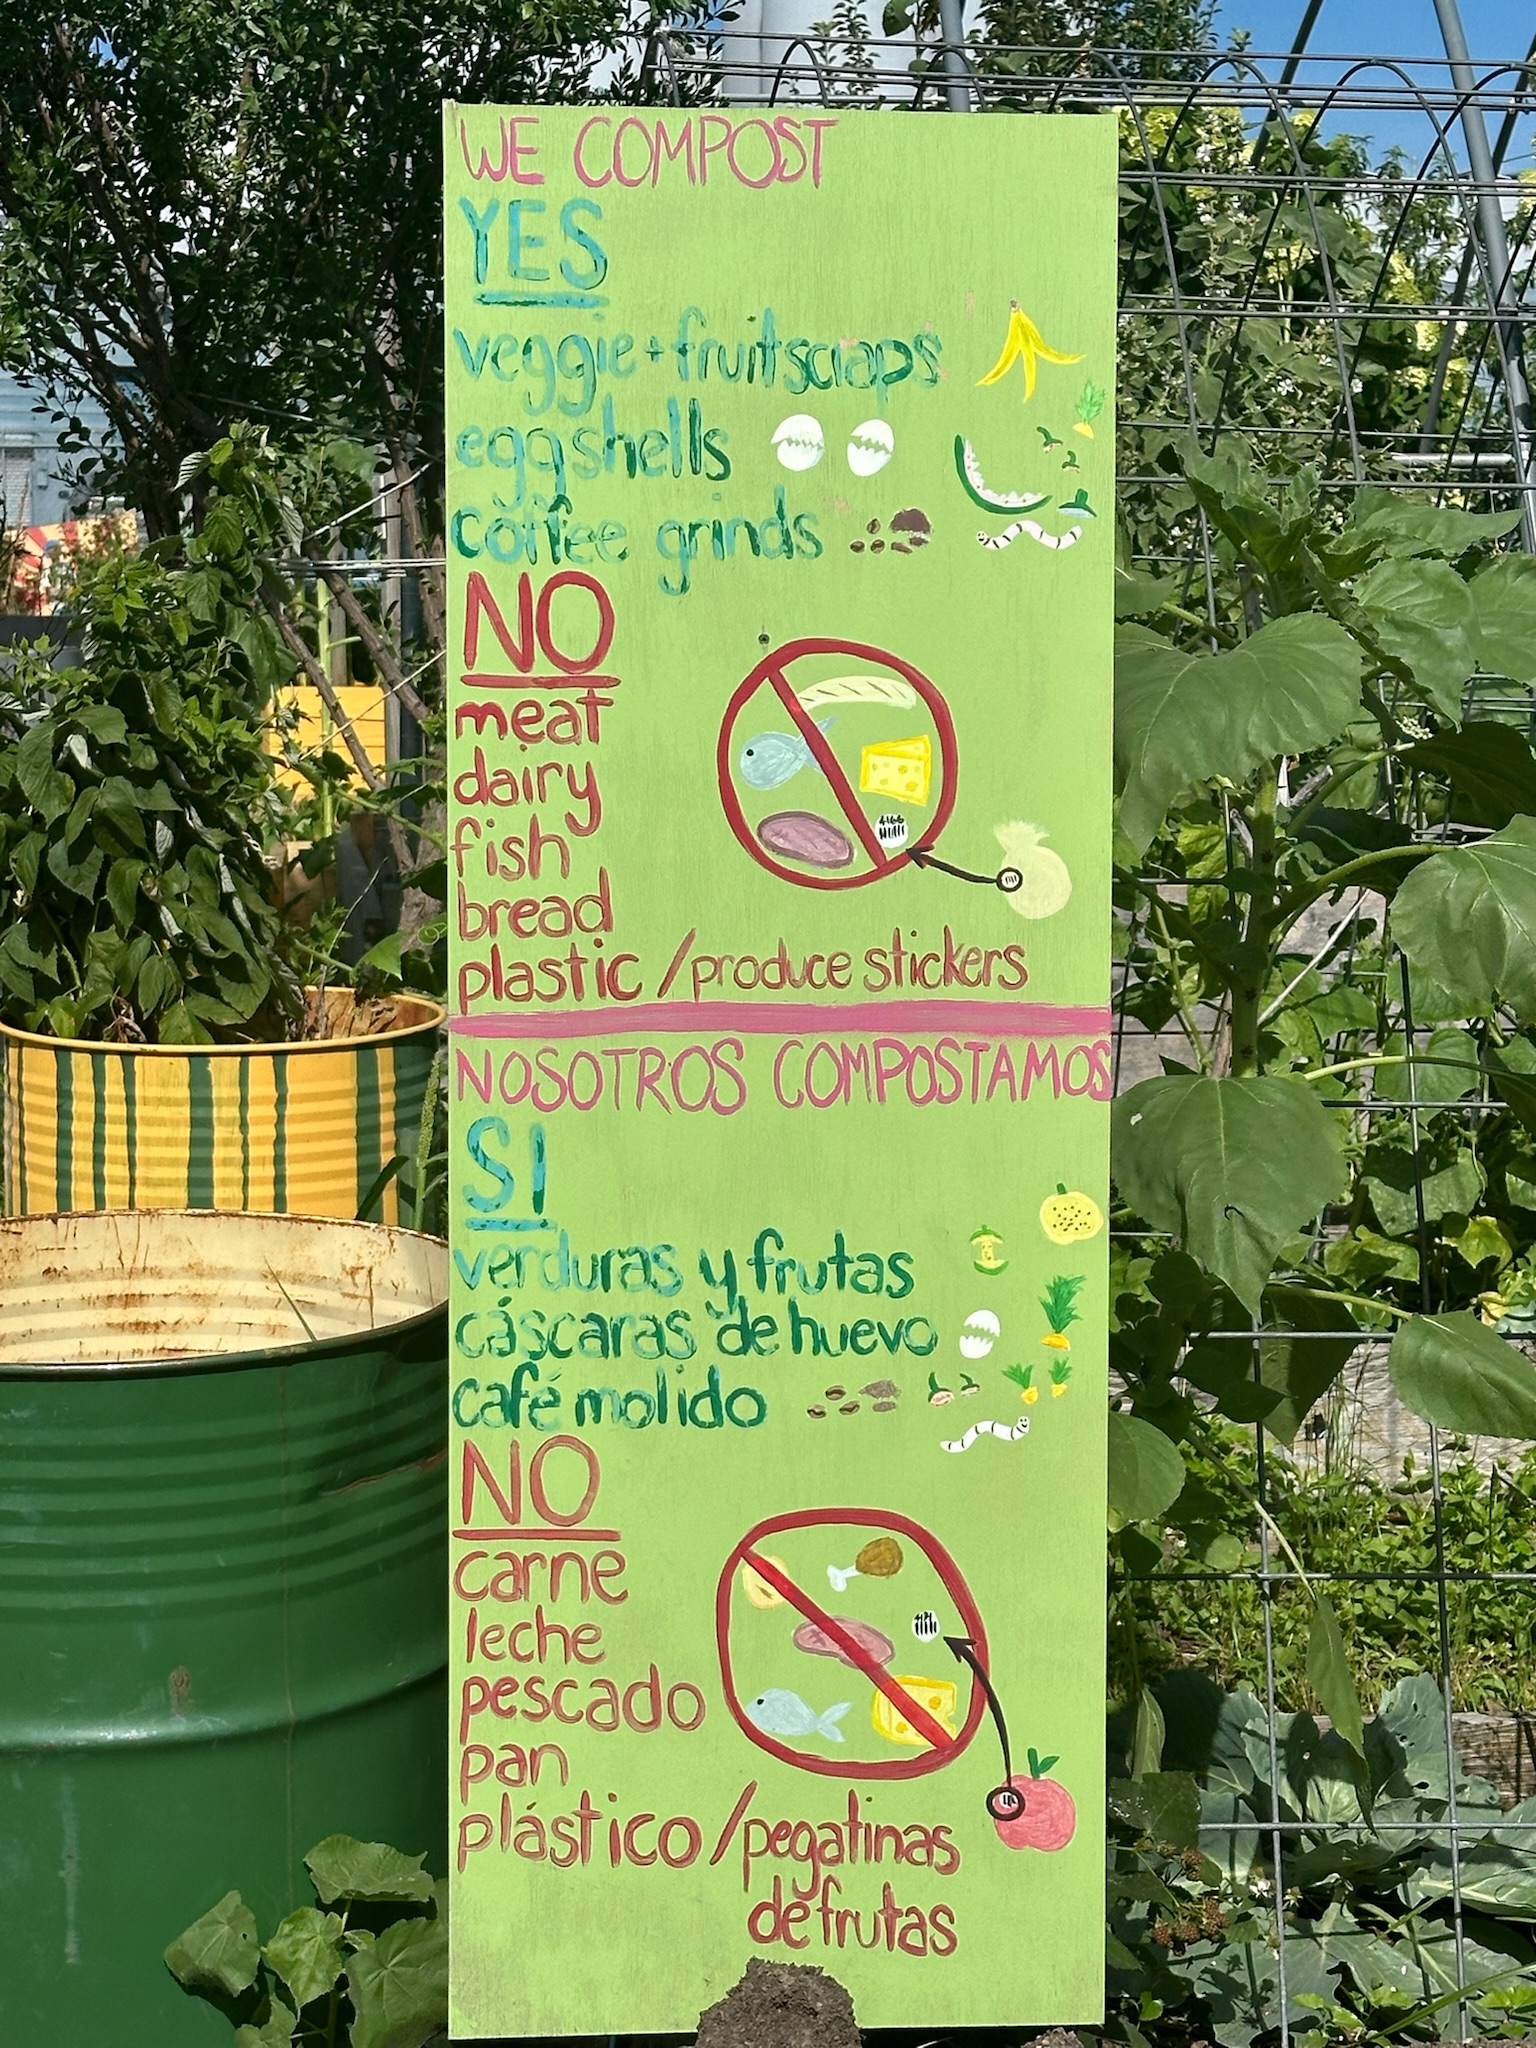 WE COMPOST
YES
veggie + fruit scraps
eggshells
coffee grinds
NO
meat
dairy
fish
bread
plastic / produce stickers
4166
NOSOTROS COMPOSTAMOS
SI
verduras y frutas
cáscaras de huevo
café molido
NO
carne
leche
pescado
pan
plástico / pegatinas
de frutas